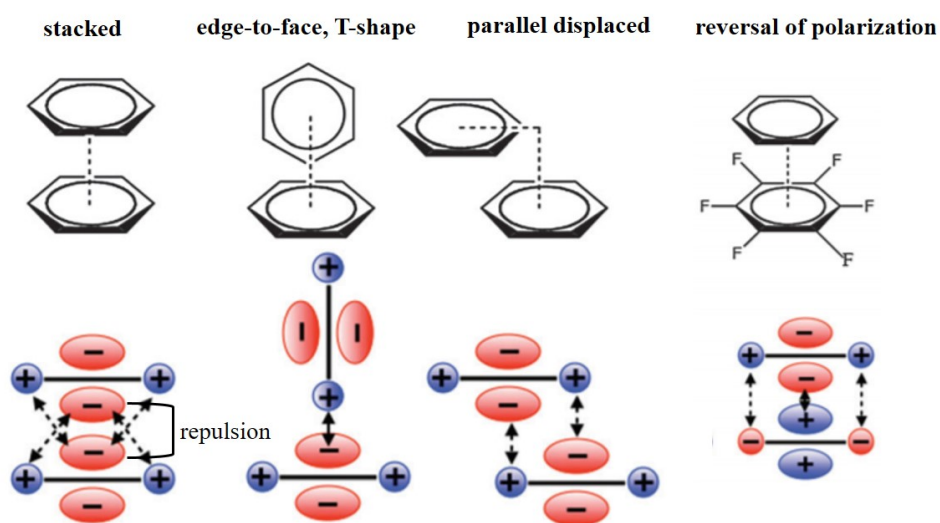 stacked
edge-to-face, T-shape
parallel displaced
reversal of polarization
F F
F F
F F
+
− − −
+ + − − + + + +
− + − −
repulsion
− − + − +
+ + + + + + − −
− − − +